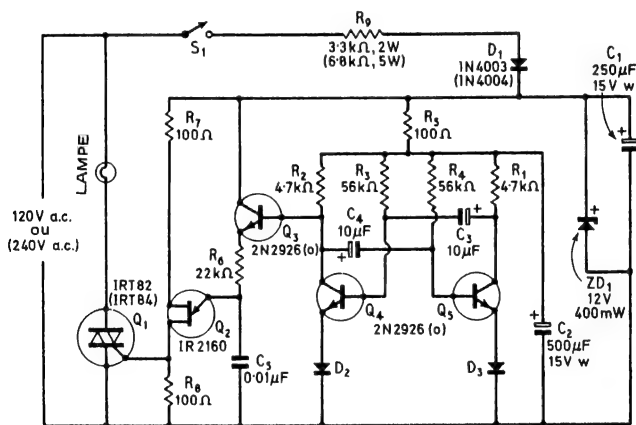 S1
R9
3·3kΩ, 2W
(6·8kΩ, 5W)
D1
1N4003
(1N4004)
C1
250µF
15V w
+
R7
100Ω
R5
100Ω
LAMPE
R2
4·7kΩ
R3
56kΩ
R4
56kΩ
R1
4·7kΩ
120V a.c.
ou
(240V a.c.)
Q3
2N2926 (o)
C4
10µF
+
+
C3
10µF
+
R6
22kΩ
IRT82
(IRT84)
Q1
Q2
IR 2160
Q4
2N2926 (o)
Q5
ZD1
12V
400mW
+
C2
500µF
15V w
R8
100Ω
C5
0·01µF
D2
D3